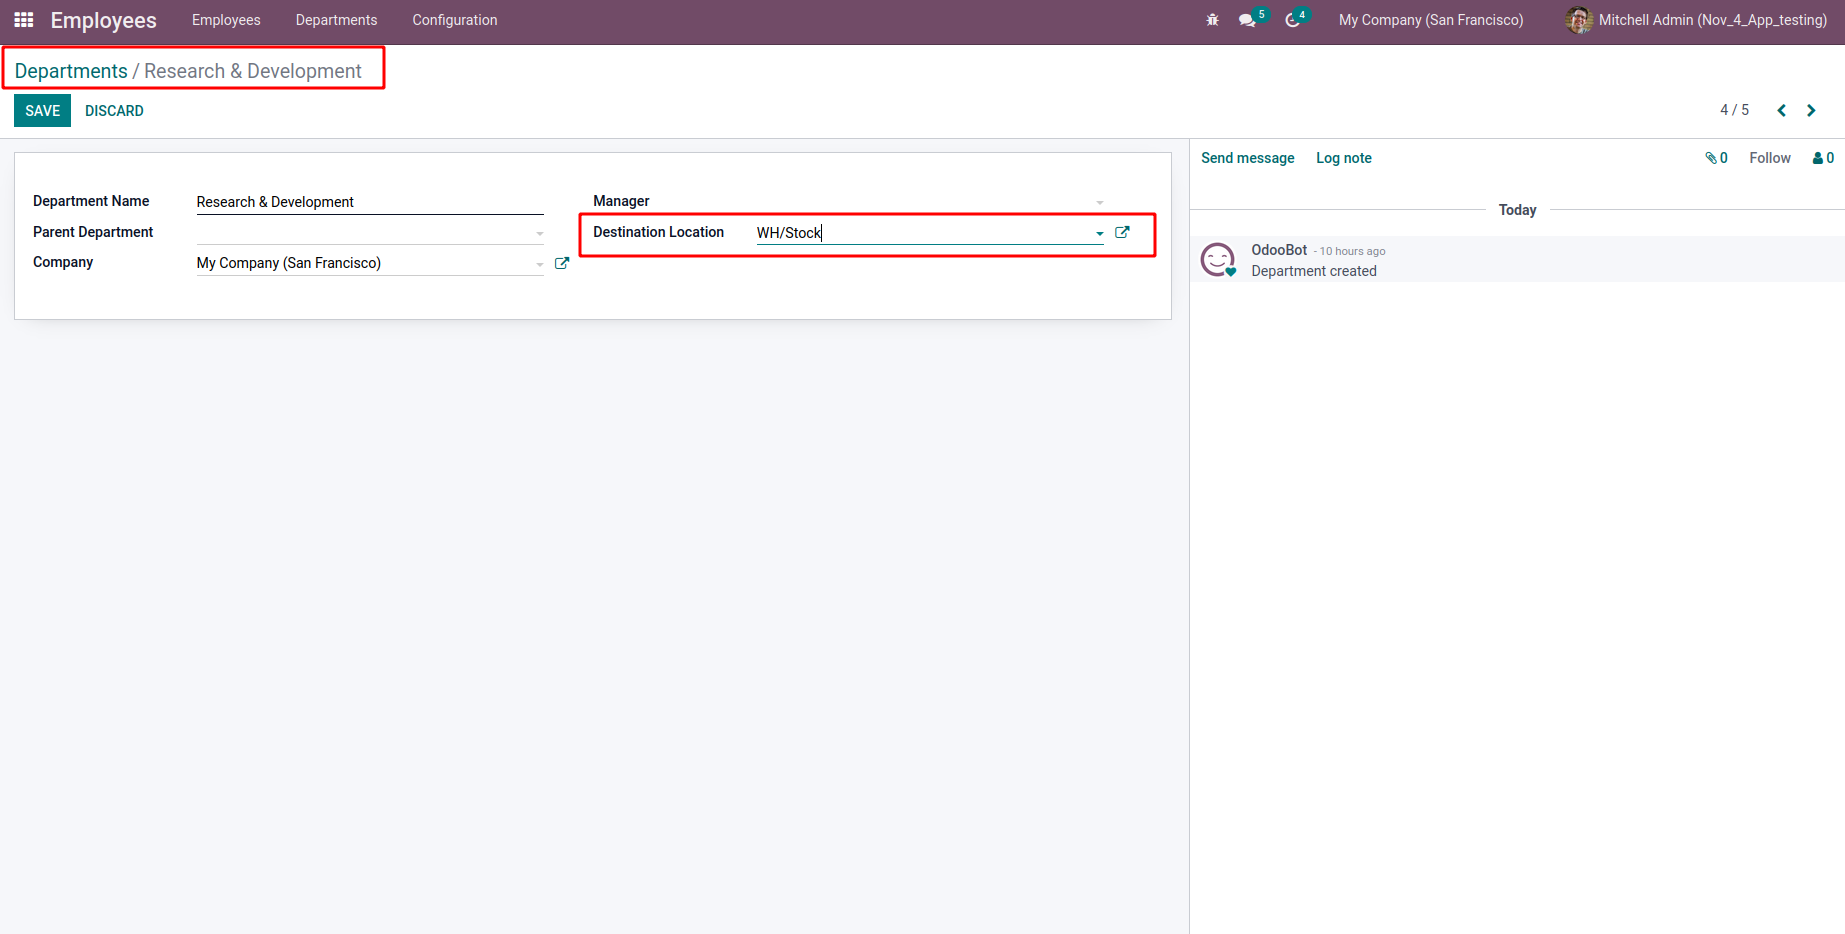 Employees Employees Departments Configuration 5 4 My Company (San Francisco) Mitchell Admin (Nov_4_App_testing)
Departments / Research & Development
SAVE DISCARD 4 / 5
Send message Log note 0 Follow 0
Department Name Research & Development Manager
Parent Department Destination Location WH/Stock
Company My Company (San Francisco)
Today
OdooBot - 10 hours ago
Department created